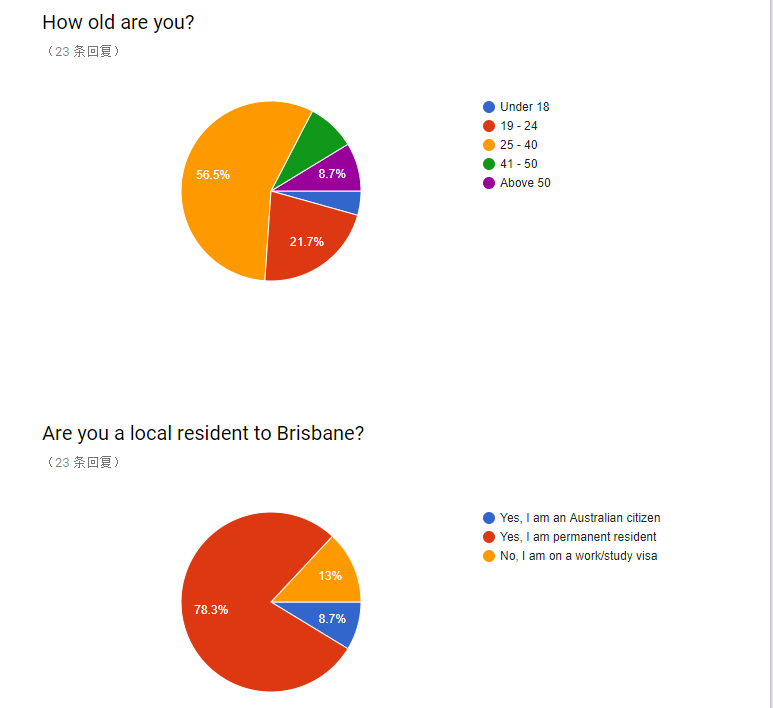 How old are you?
（23 条回复）
Under 18
19 - 24
25 - 40
41 - 50
Above 50
56.5%
8.7%
21.7%
Are you a local resident to Brisbane?
（23 条回复）
Yes, I am an Australian citizen
Yes, I am permanent resident
No, I am on a work/study visa
13%
78.3%
8.7%